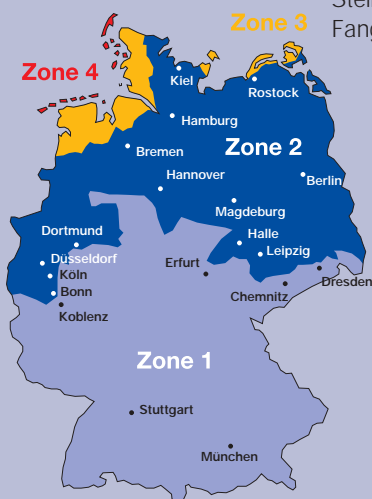 Zone 3
Fang
Zone 4
Kiel
Rostock
Hamburg
Bremen
Zone 2
Hannover
Berlin
Magdeburg
Dortmund
Halle
Düsseldorf
Erfurt
Leipzig
Köln
Dresden
Bonn
Chemnitz
Koblenz
Zone 1
Stuttgart
München